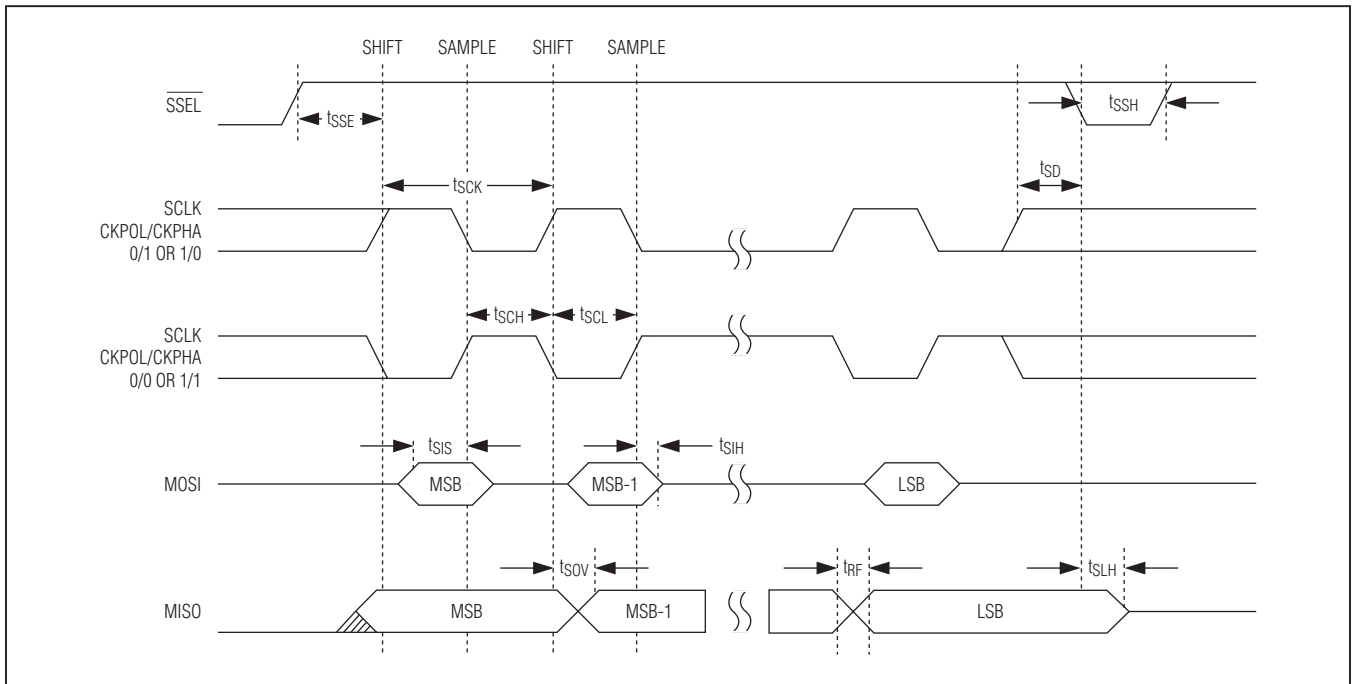 SHIFT SAMPLE SHIFT SAMPLE
SSEL
tSSE
tSSH
tSD
tSCK
SCLK
CKPOL/CKPHA
0/1 OR 1/0
tSCH tSCL
SCLK
CKPOL/CKPHA
0/0 OR 1/1
tSIS tSIH
MOSI MSB MSB-1 LSB
tSOV tRF tSLH
MISO MSB MSB-1 LSB